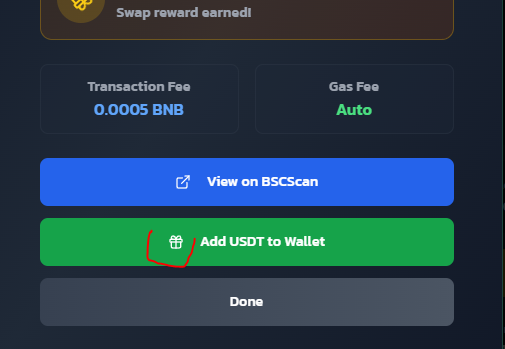 Swap reward earned!
Transaction Fee
0.0005 BNB
Gas Fee
Auto
View on BSCScan
Add USDT to Wallet
Done